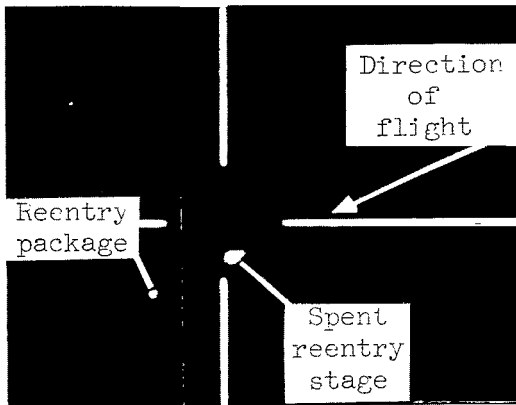 Direction
of
flight
Reentry
package
Spent
reentry
stage